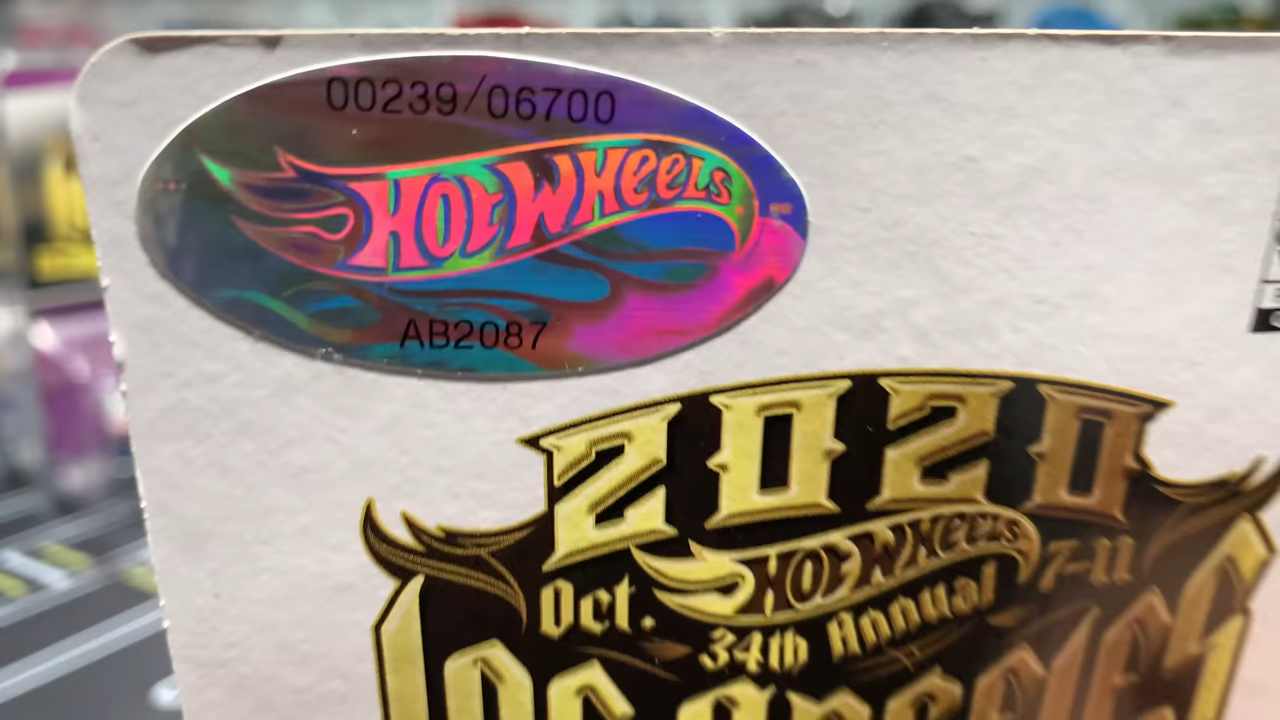 00239/06700
HOT WHEELS
AB2087
2020
HOT WHEELS
Oct. 7-11
34th Annual
Los Angeles